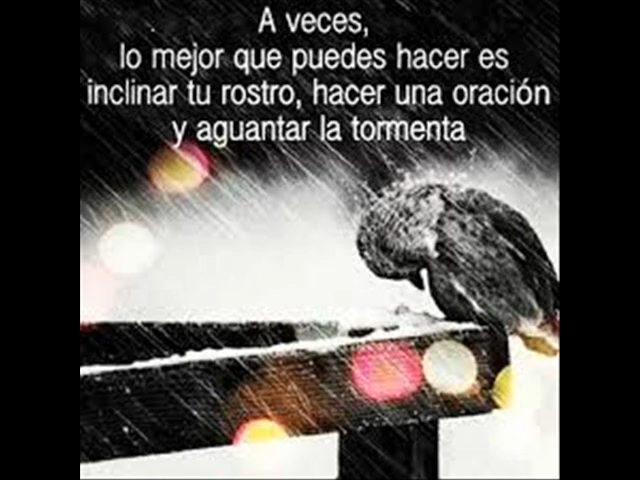 A veces,
lo mejor que puedes hacer es
inclinar tu rostro, hacer una oración
y aguantar la tormenta